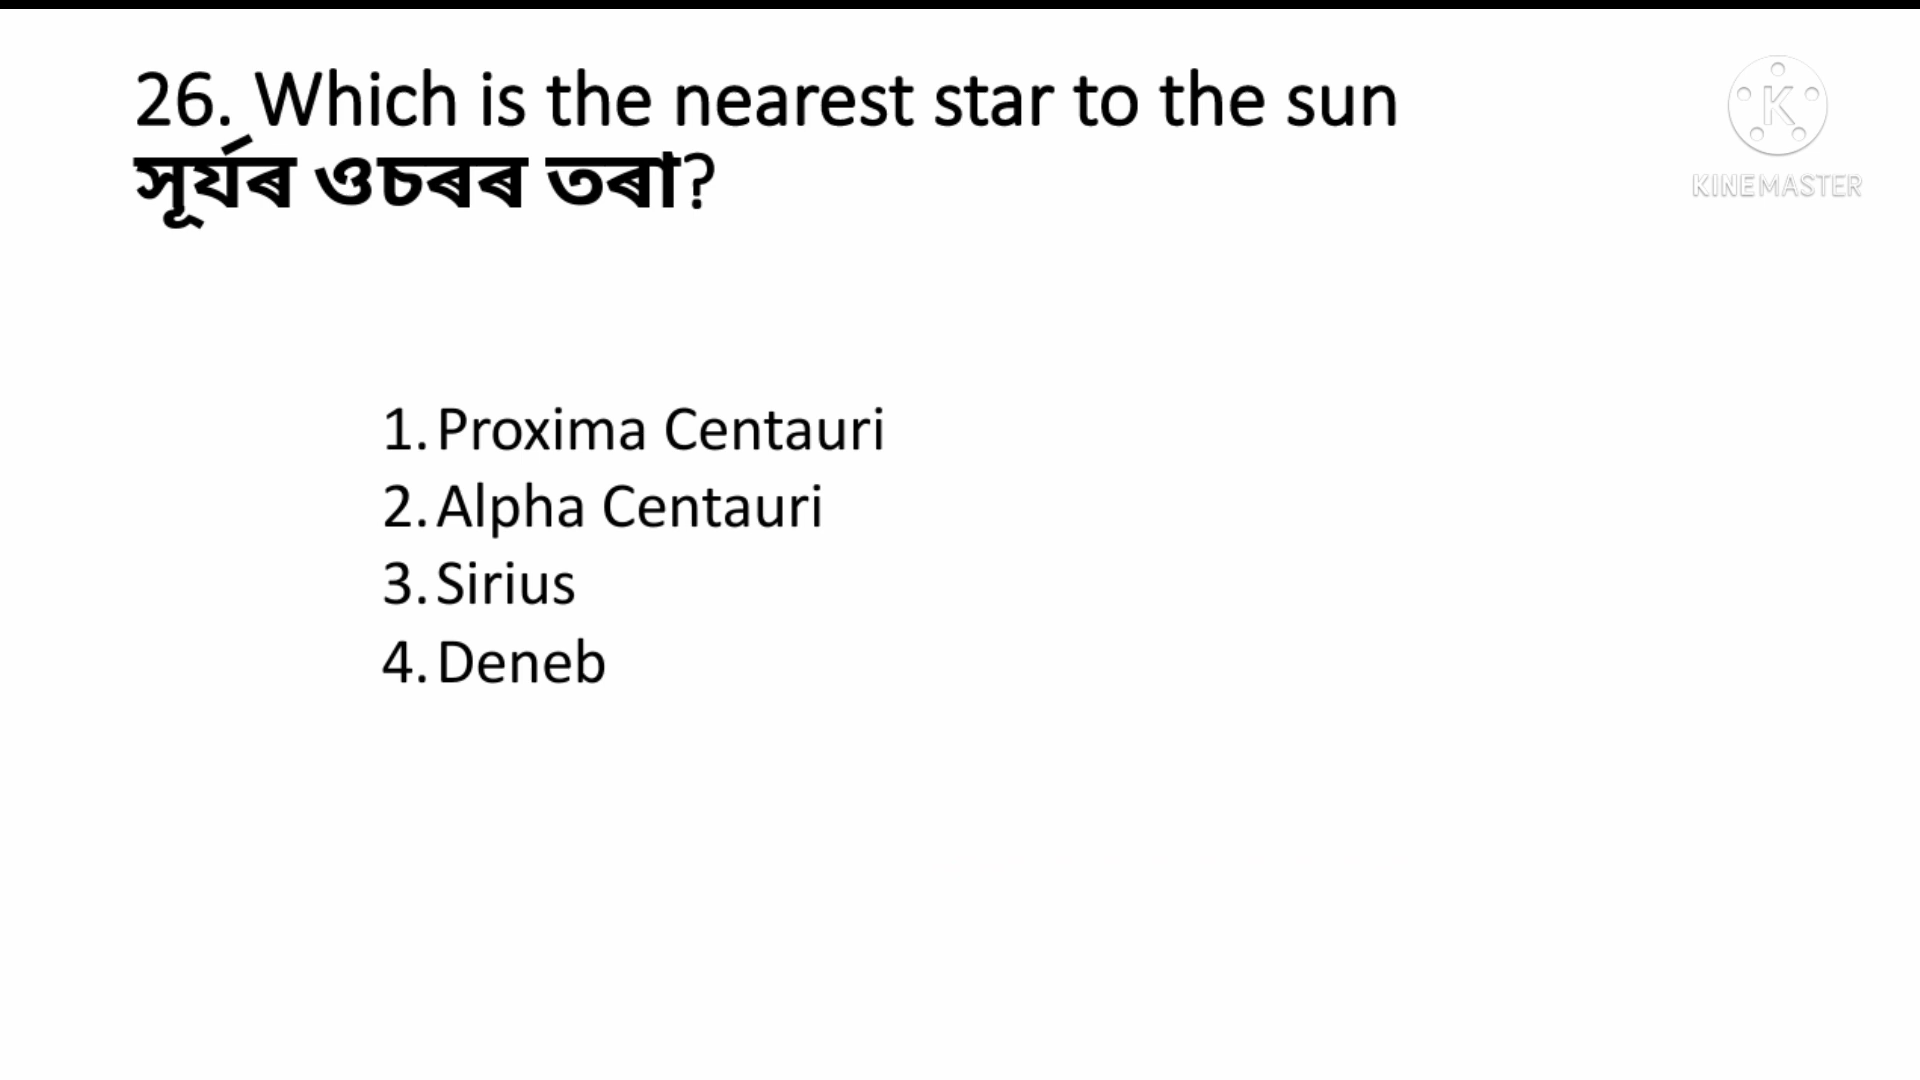 26. Which is the nearest star to the sun
সূৰ্যৰ ওচৰৰ তৰা?
K
KINEMASTER
1. Proxima Centauri
2. Alpha Centauri
3. Sirius
4. Deneb